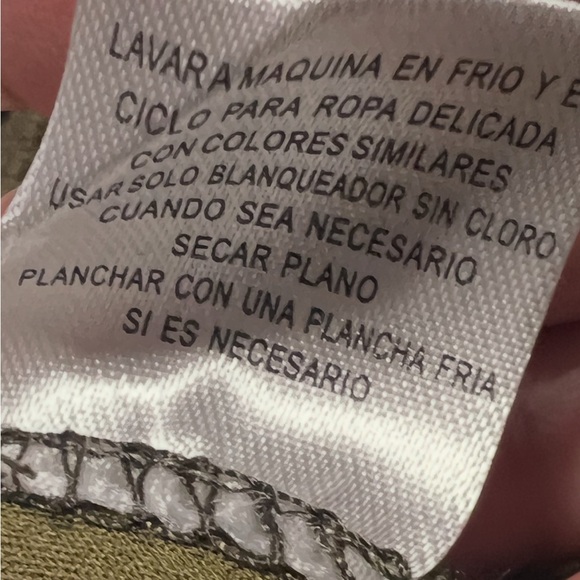 LAVAR A MAQUINA EN FRIO Y E
CICLO PARA ROPA DELICADA
CON COLORES SIMILARES
USAR SOLO BLANQUEADOR SIN CLORO
CUANDO SEA NECESARIO
SECAR PLANO
PLANCHAR CON UNA PLANCHA FRIA
SI ES NECESARIO